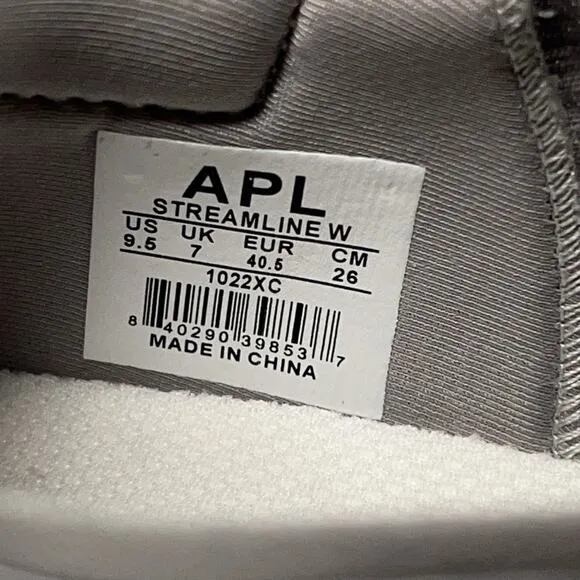 APL
STREAMLINE W
US UK EUR CM
9.5 7 40.5 26
1022XC
8 40290 39853 7
MADE IN CHINA